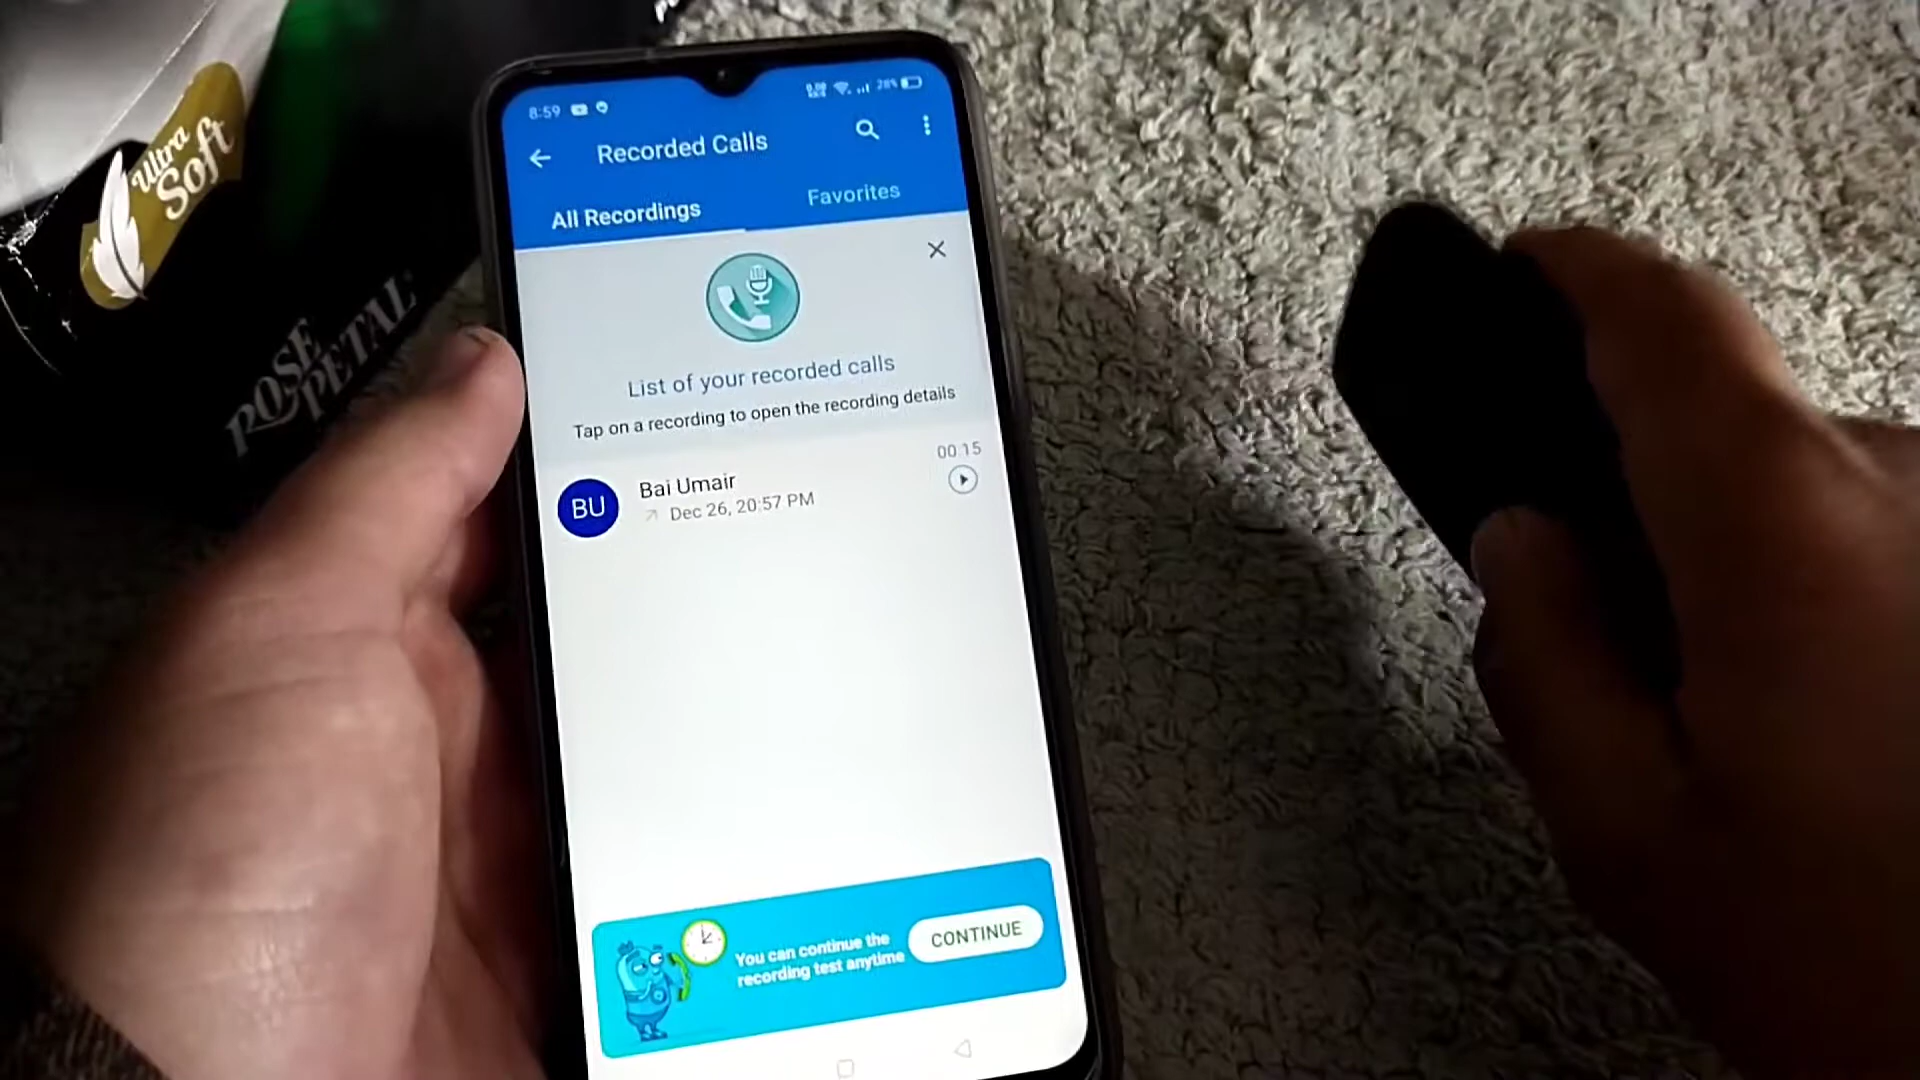 Ultra
Soft
ROSE
PETAL
8:59
28%
Recorded Calls
All Recordings
Favorites
List of your recorded calls
Tap on a recording to open the recording details
00:15
BU
Bai Umair
Dec 26, 20:57 PM
You can continue the
recording test anytime
CONTINUE